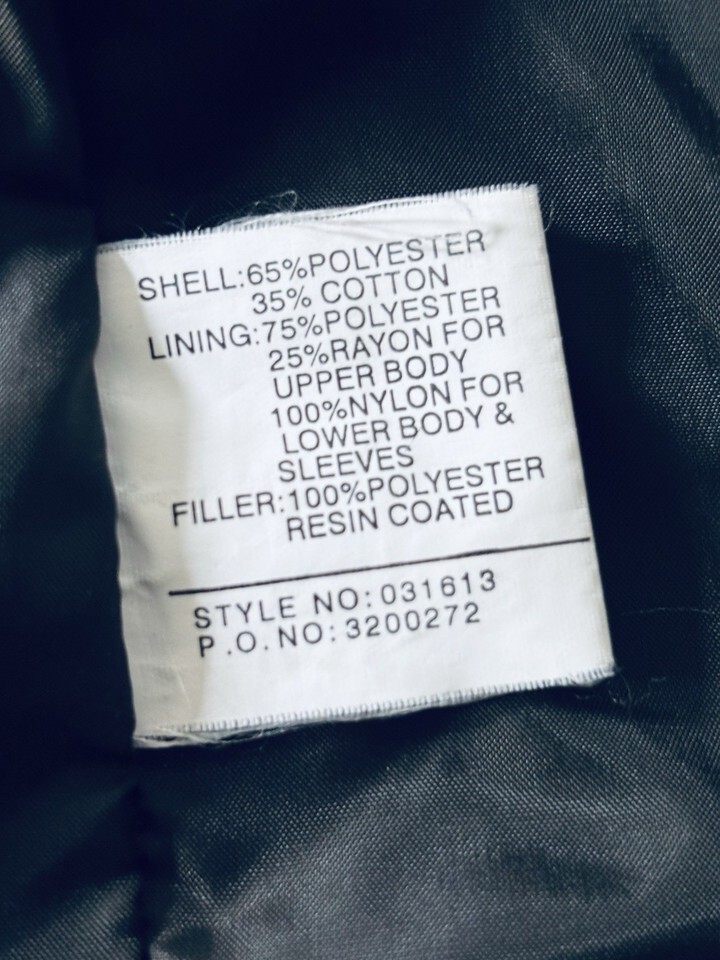 SHELL:65%POLYESTER
35% COTTON
LINING:75%POLYESTER
25%RAYON FOR
UPPER BODY
100%NYLON FOR
LOWER BODY &
SLEEVES
FILLER:100%POLYESTER
RESIN COATED
STYLE NO:031613
P.O.NO:3200272